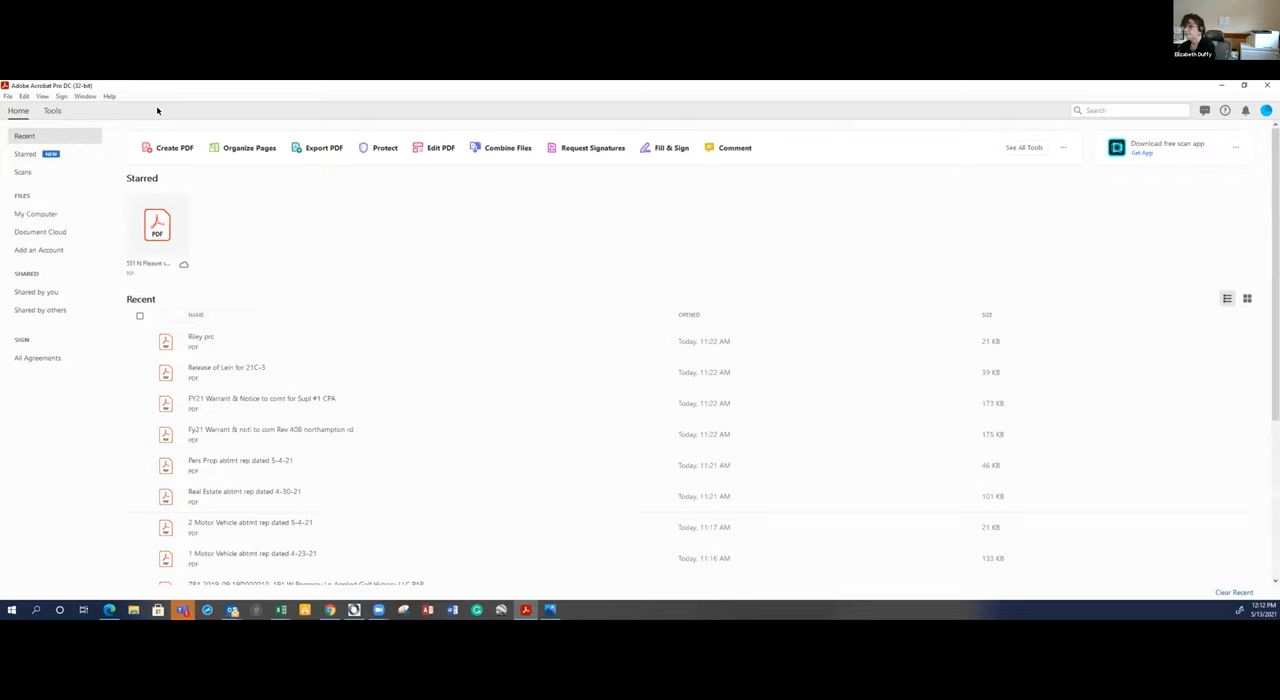 Elizabeth Duffy
Adobe Acrobat Pro DC (32-bit)
File Edit View Sign Window Help
Home Tools
Search
Recent
Starred NEW
Scans
FILES
My Computer
Document Cloud
Add an Account
SHARED
Shared by you
Shared by others
SIGN
All Agreements
Create PDF Organize Pages Export PDF Protect Edit PDF Combine Files Request Signatures Fill & Sign Comment See All Tools
Download free scan app
Get App
Starred
PDF
551 N Pleasnt s...
PDF
Recent
NAME OPENED SIZE
Riley prc Today, 11:22 AM 21 KB
PDF
Release of Lein for 21C-3 Today, 11:22 AM 39 KB
PDF
FY21 Warrant & Notice to comt for Supl #1 CPA Today, 11:22 AM 173 KB
PDF
Fy21 Warrant & noti to com Rev 408 northampton rd Today, 11:22 AM 175 KB
PDF
Pers Prop abtmt rep dated 5-4-21 Today, 11:21 AM 46 KB
PDF
Real Estate abtmt rep dated 4-30-21 Today, 11:21 AM 101 KB
PDF
2 Motor Vehicle abtmt rep dated 5-4-21 Today, 11:17 AM 21 KB
PDF
1 Motor Vehicle abtmt rep dated 4-23-21 Today, 11:16 AM 133 KB
PDF
Clear Recent
12:12 PM
5/13/2021